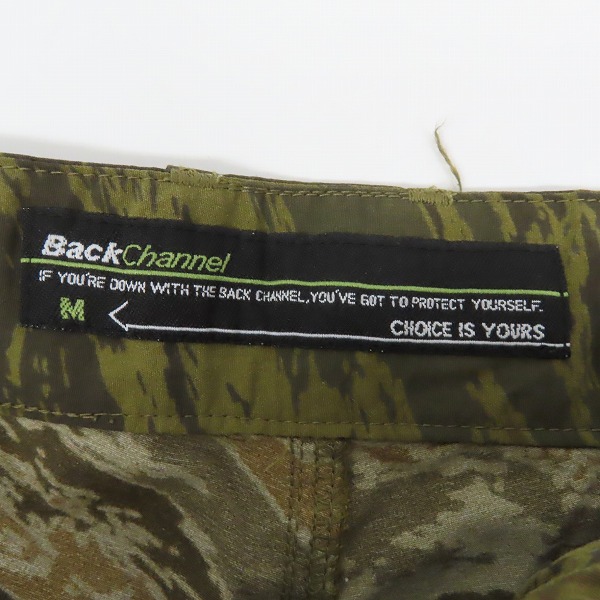 BackChannel
IF YOU'RE DOWN WITH THE BACK CHANNEL, YOU'VE GOT TO PROTECT YOURSELF.
M
CHOICE IS YOURS